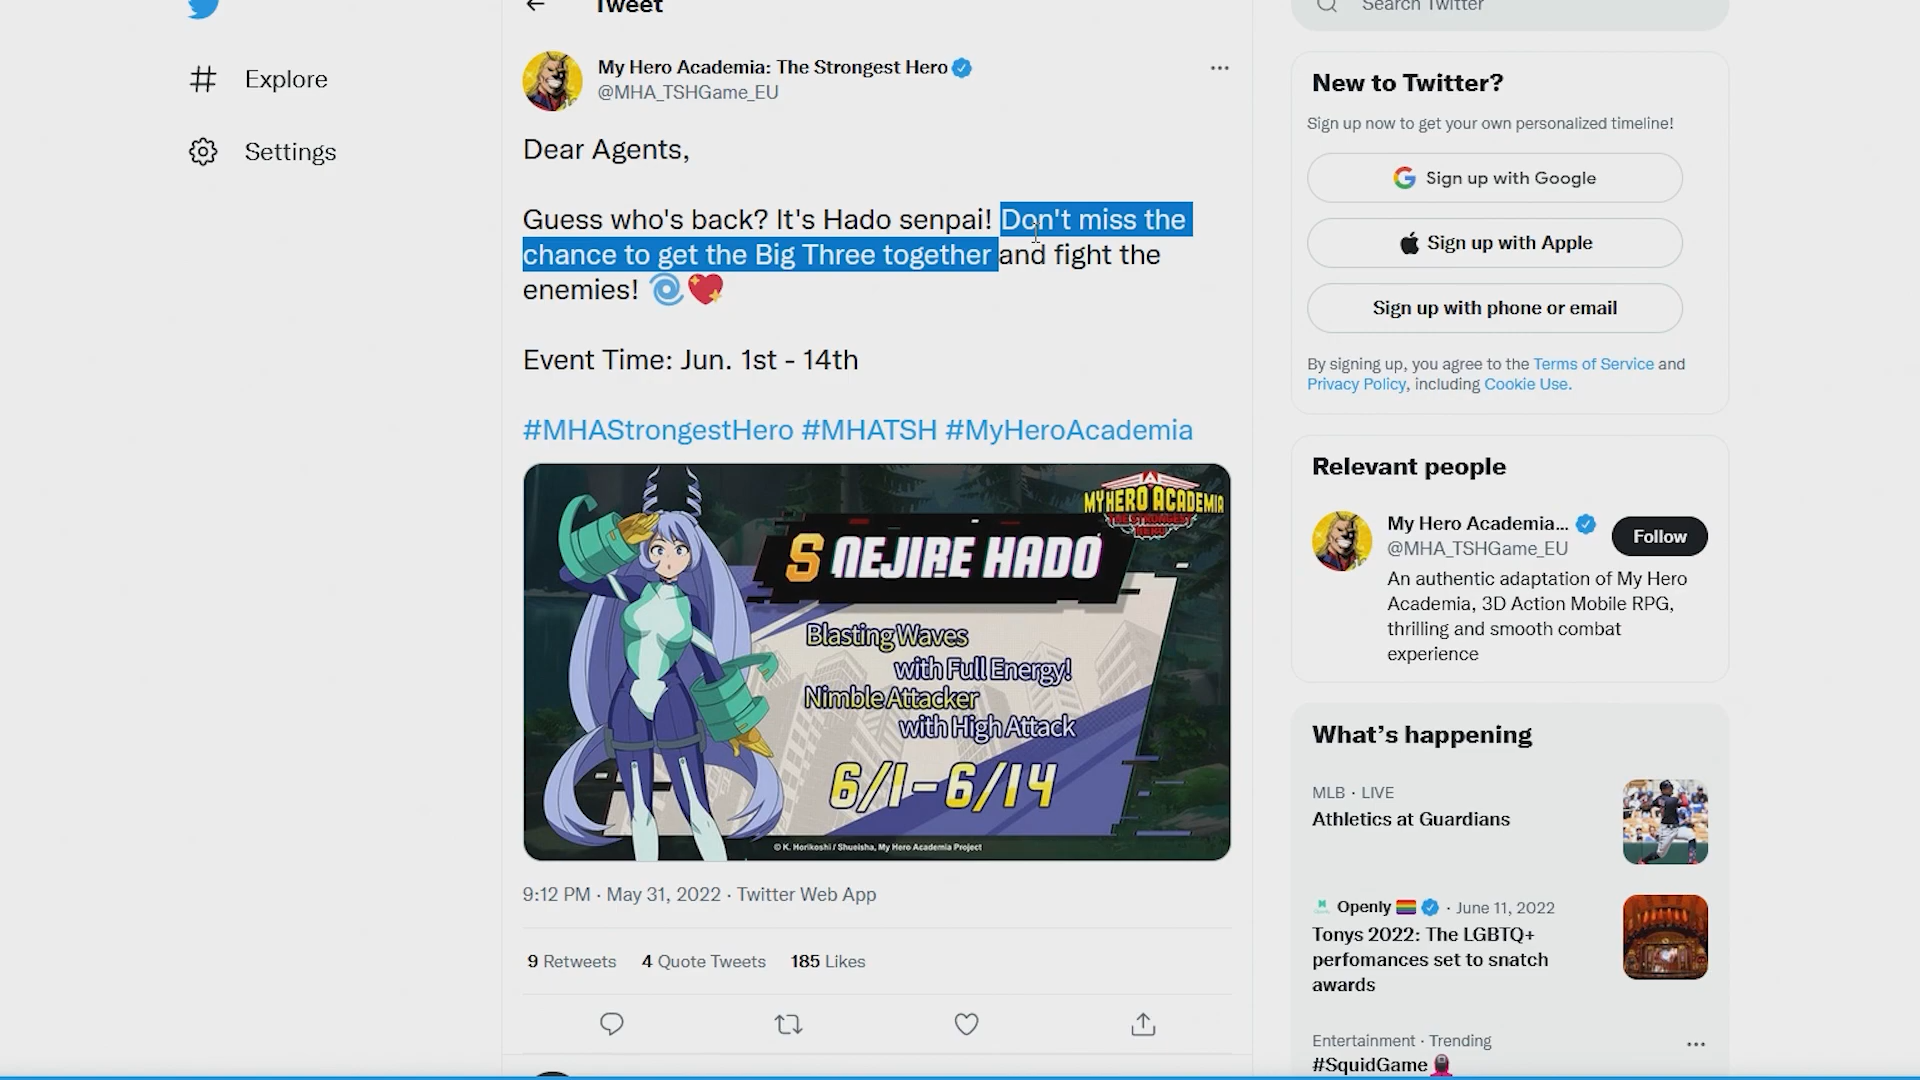 Tweet
Search Twitter
Explore
Settings
My Hero Academia: The Strongest Hero
@MHA_TSHGame_EU
Dear Agents,
Guess who's back? It's Hado senpai! Don't miss the
chance to get the Big Three together and fight the
enemies!
Event Time: Jun. 1st - 14th
#MHAStrongestHero #MHATSH #MyHeroAcademia
MY HERO ACADEMIA
THE STRONGEST
HERO
S NEJIRE HADO
Blasting Waves
with Full Energy!
Nimble Attacker
with High Attack
6/1-6/14
© K. Horikoshi / Shueisha, My Hero Academia Project
9:12 PM · May 31, 2022 · Twitter Web App
9 Retweets 4 Quote Tweets 185 Likes
New to Twitter?
Sign up now to get your own personalized timeline!
Sign up with Google
Sign up with Apple
Sign up with phone or email
By signing up, you agree to the Terms of Service and
Privacy Policy, including Cookie Use.
Relevant people
My Hero Academia...
@MHA_TSHGame_EU
Follow
An authentic adaptation of My Hero
Academia, 3D Action Mobile RPG,
thrilling and smooth combat
experience
What's happening
MLB · LIVE
Athletics at Guardians
Openly · June 11, 2022
Tonys 2022: The LGBTQ+
perfomances set to snatch
awards
Entertainment · Trending
#SquidGame